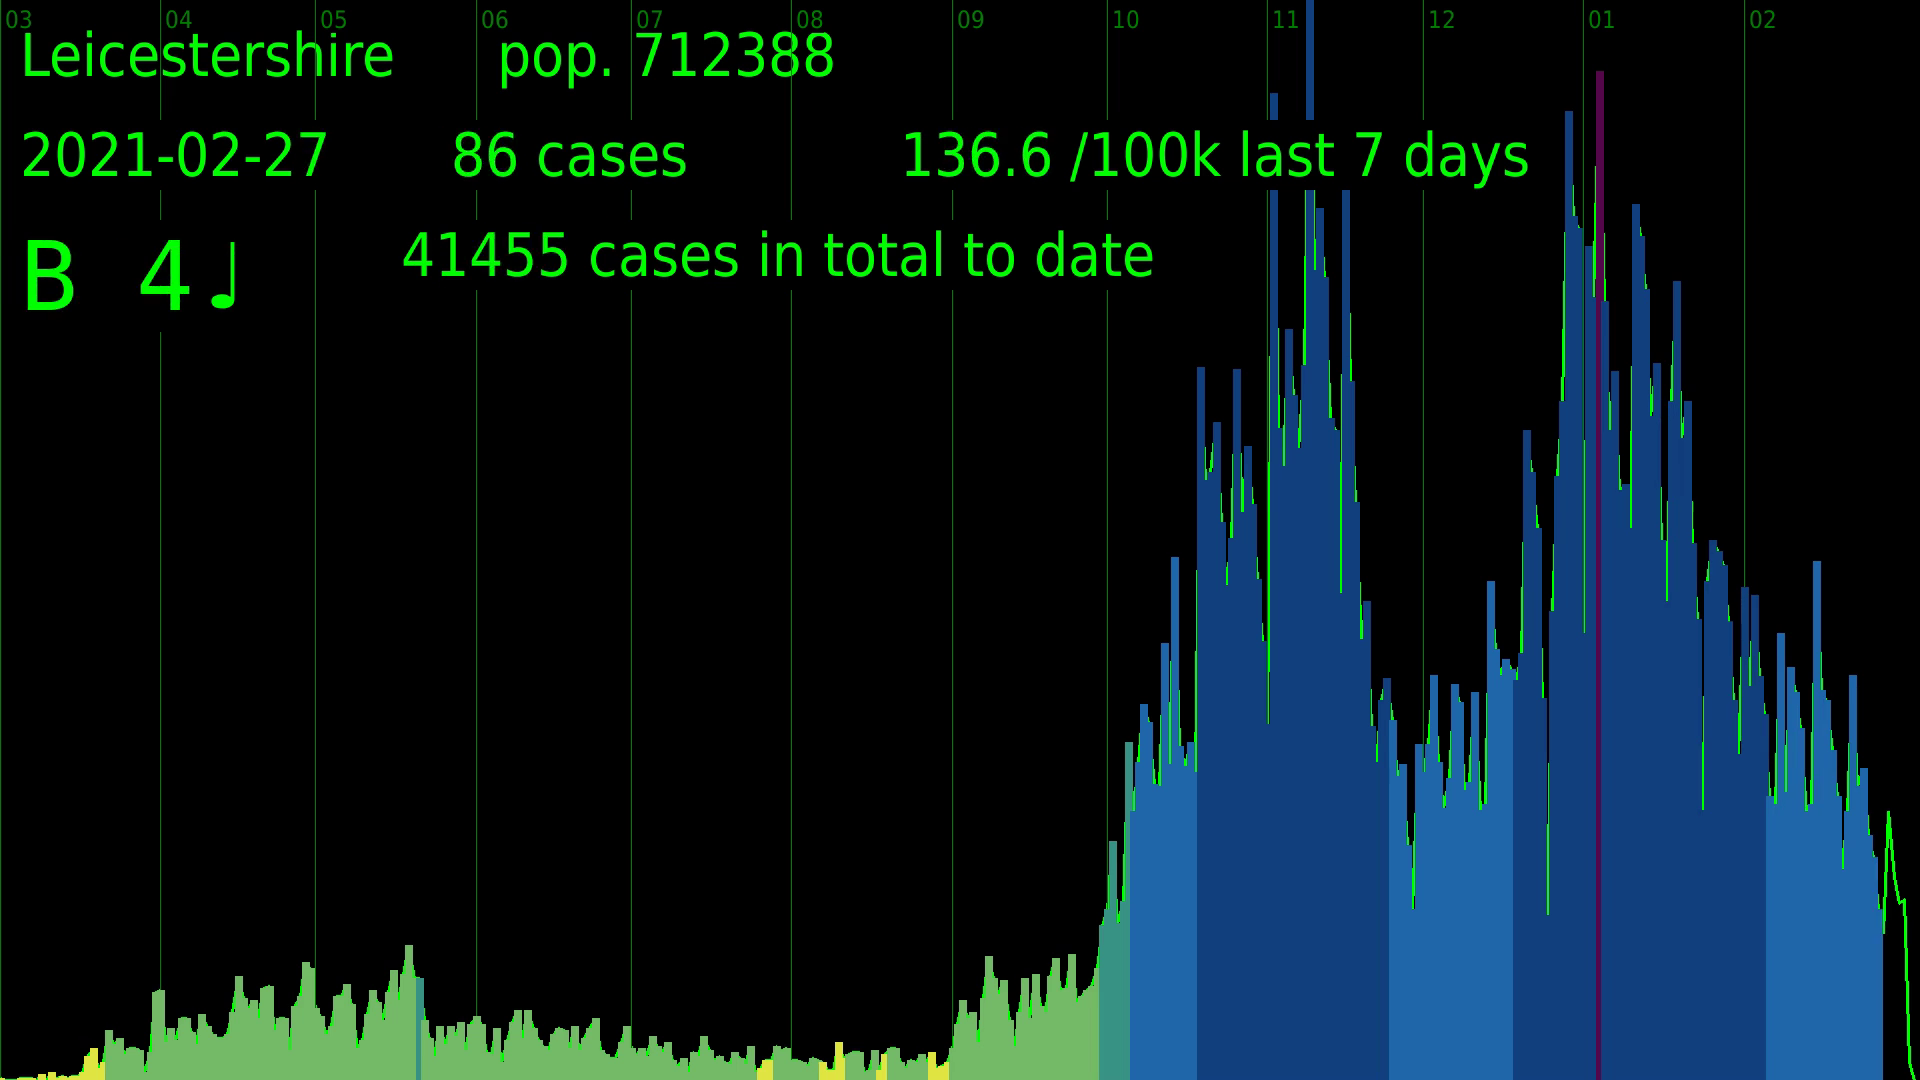 03 04 05 06 07 08 09 10 11 12 01 02
Leicestershire pop. 712388
2021-02-27 86 cases 136.6 /100k last 7 days
B 4♩ 41455 cases in total to date